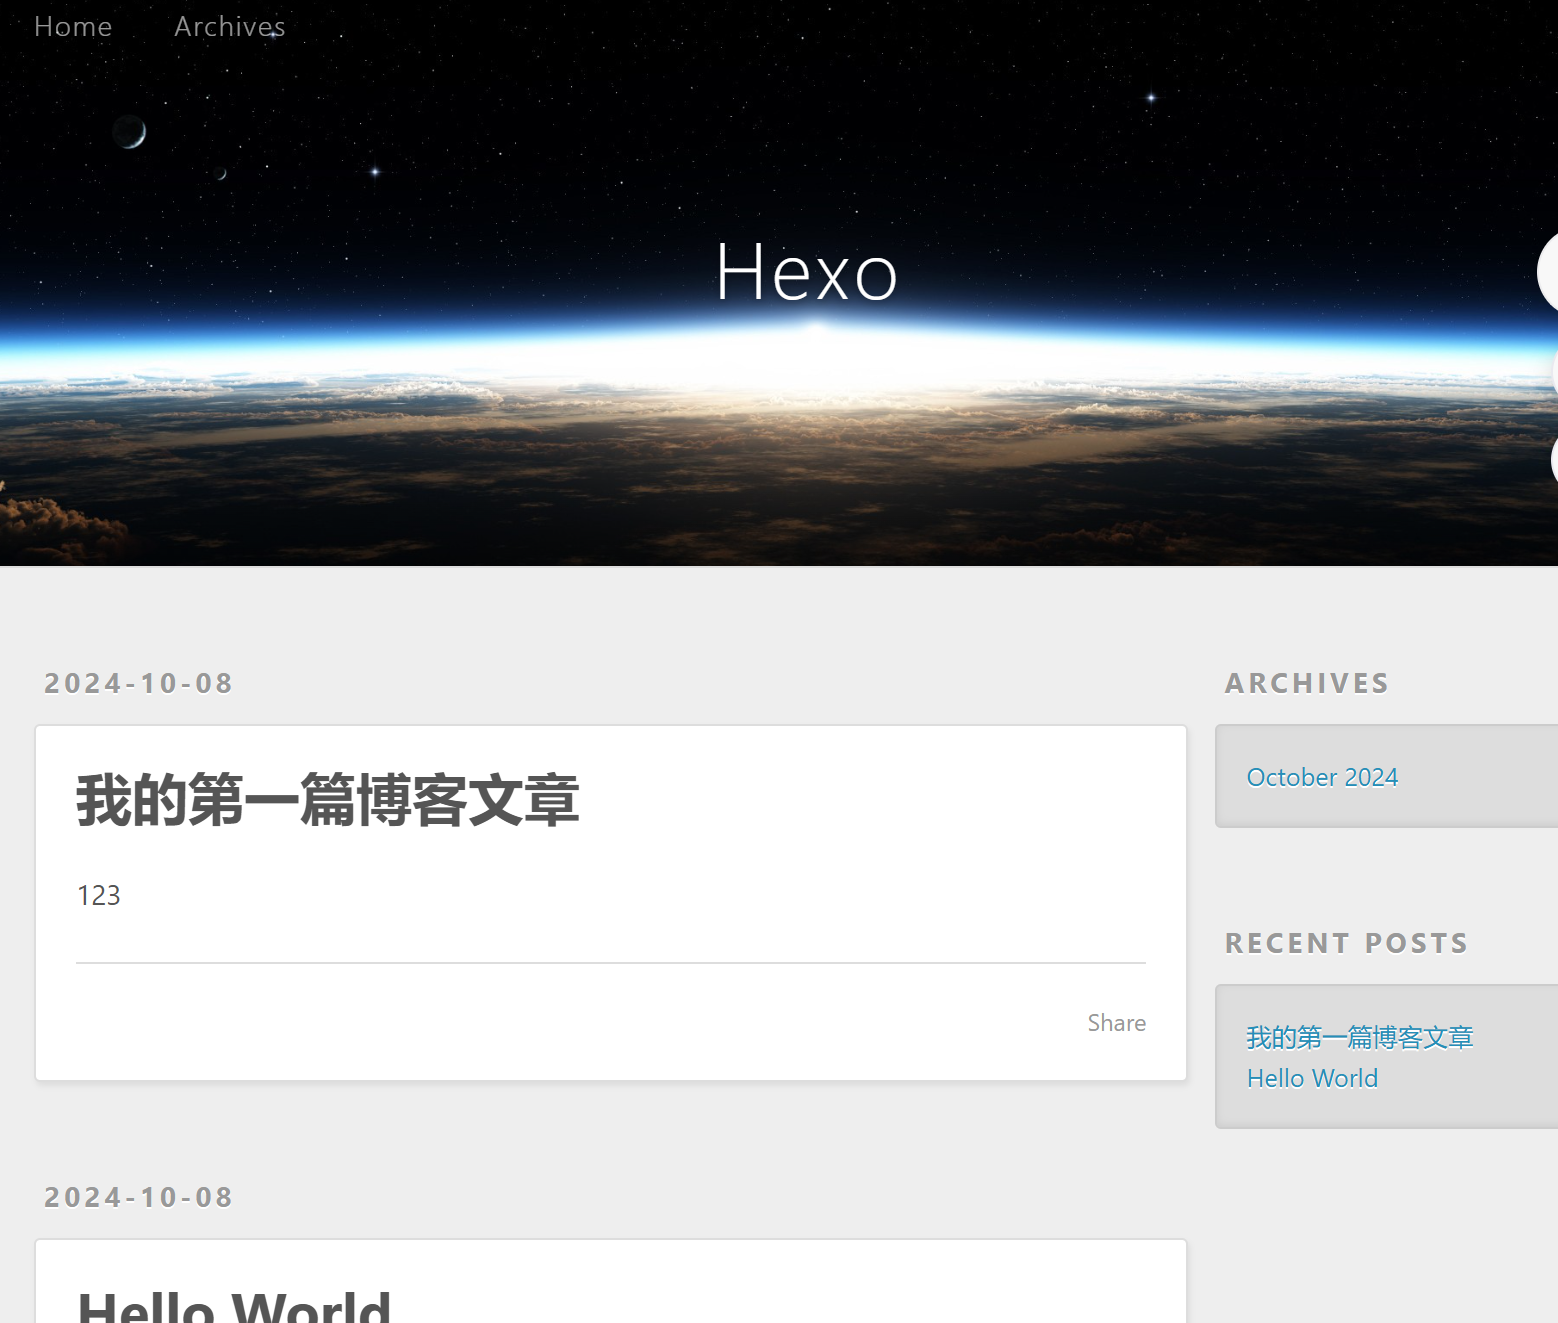 Home
Archives
Hexo
2024-10-08
我的第一篇博客文章
123
Share
2024-10-08
Hello World
ARCHIVES
October 2024
RECENT POSTS
我的第一篇博客文章
Hello World